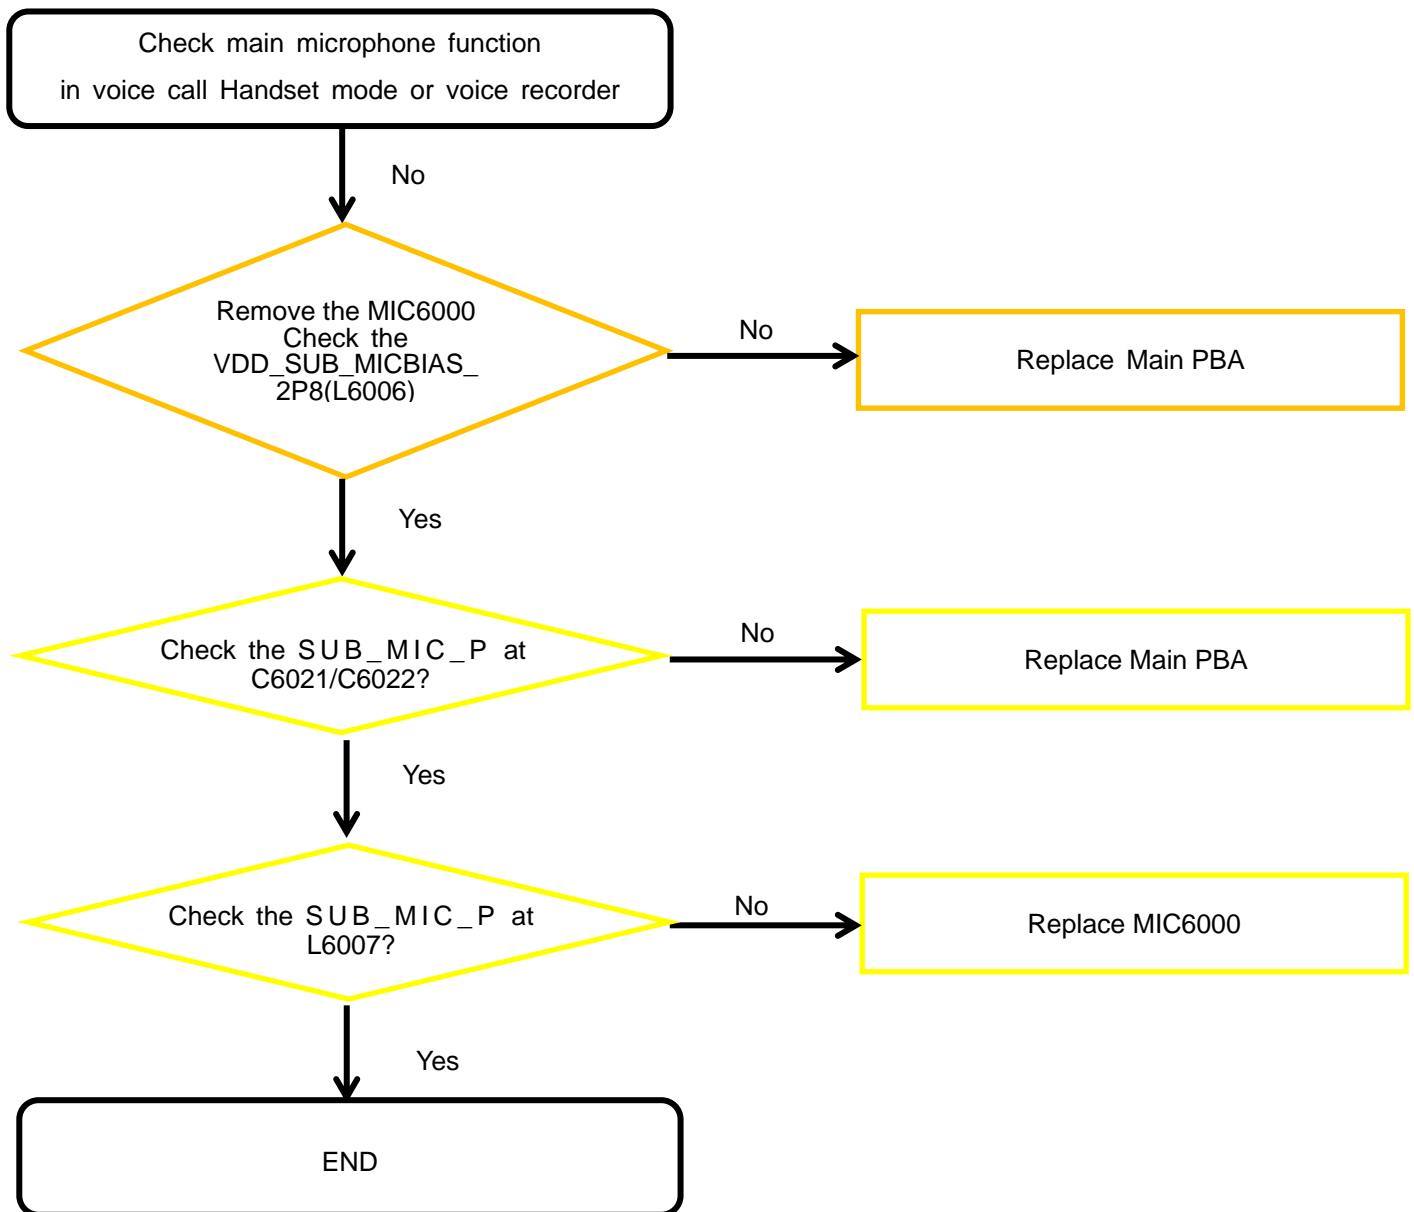 Check main microphone function
in voice call Handset mode or voice recorder
No
Remove the MIC6000
Check the
VDD_SUB_MICBIAS_
2P8(L6006)
No
Replace Main PBA
Yes
Check the SUB_MIC_P at
C6021/C6022?
No
Replace Main PBA
Yes
Check the SUB_MIC_P at
L6007?
No
Replace MIC6000
Yes
END